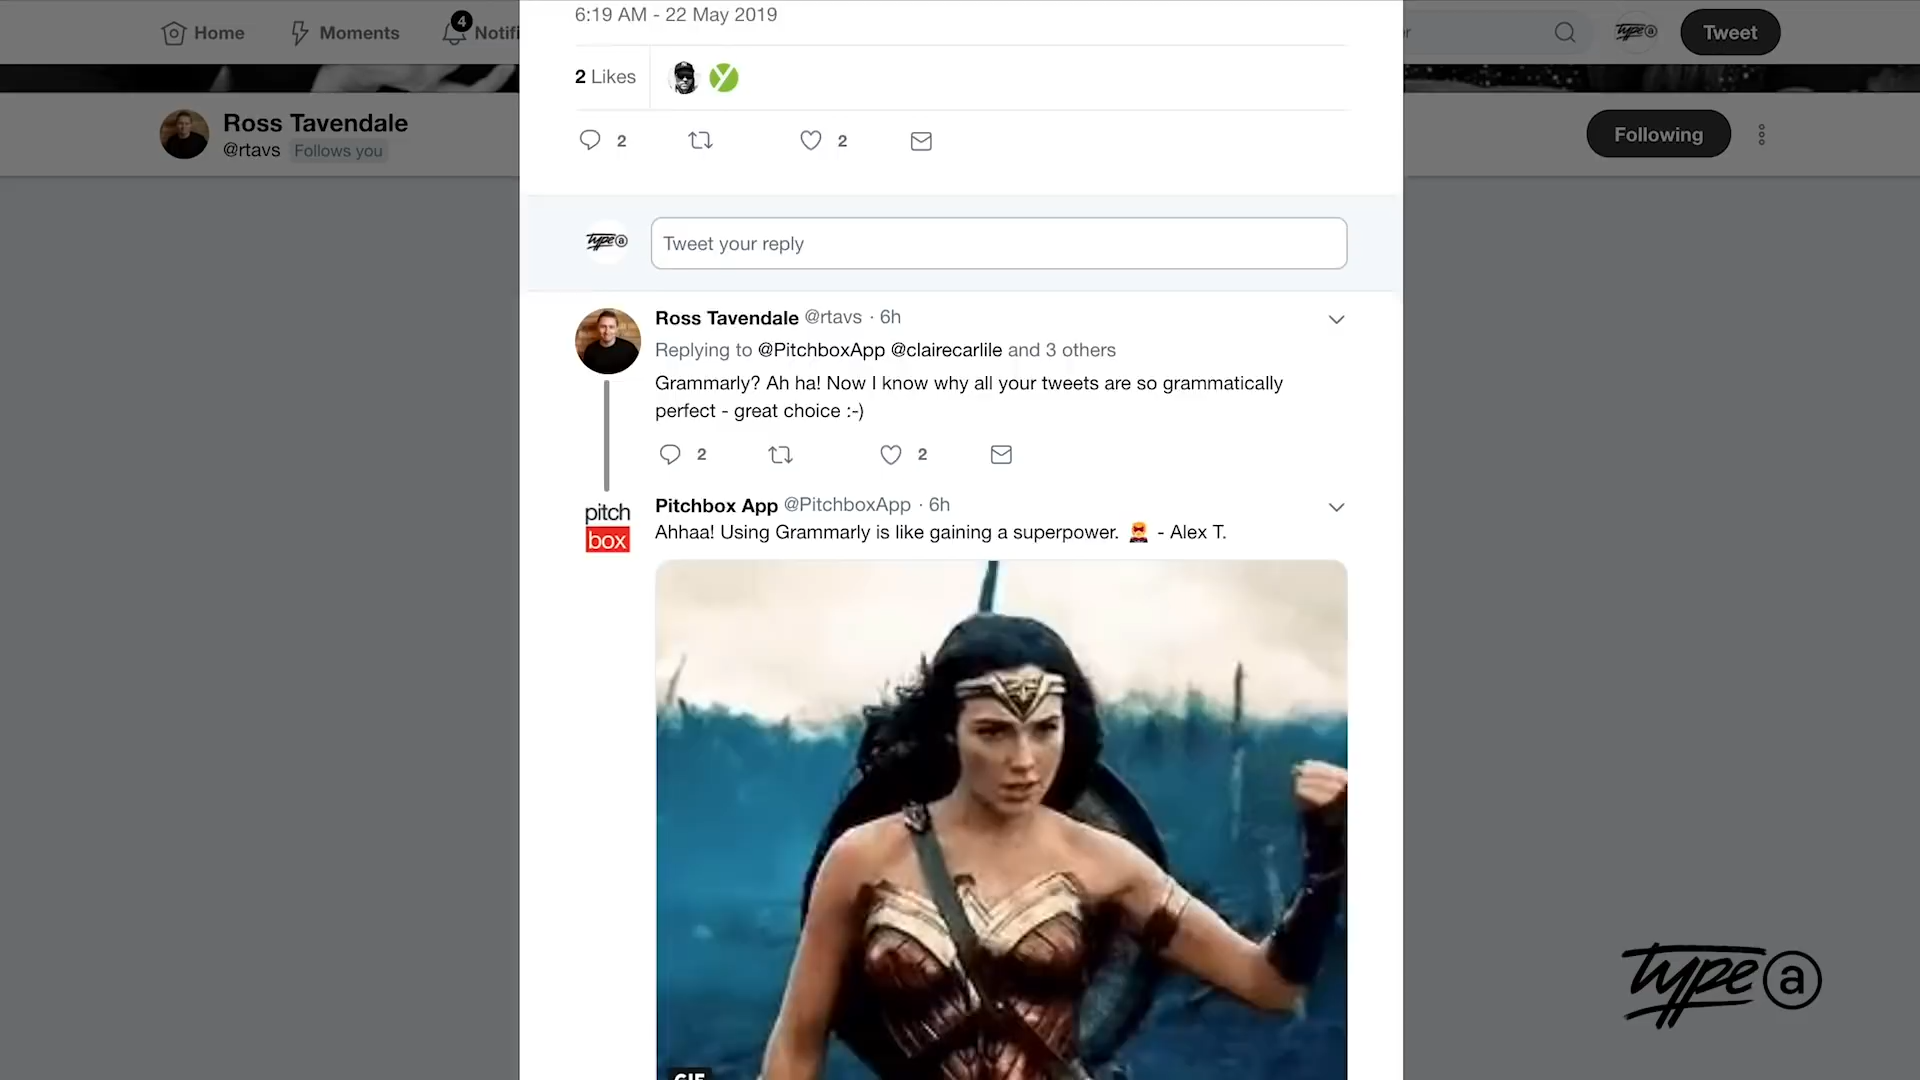 6:19 AM - 22 May 2019
Home
Moments
4
Notifi
Tweet
2 Likes
Ross Tavendale
@rtavs Follows you
Following
2
2
type@
Tweet your reply
Ross Tavendale @rtavs · 6h
Replying to @PitchboxApp @clairecarlile and 3 others
Grammarly? Ah ha! Now I know why all your tweets are so grammatically
perfect - great choice :-)
2
2
pitch
box
Pitchbox App @PitchboxApp · 6h
Ahhaa! Using Grammarly is like gaining a superpower. - Alex T.
GIF
type@